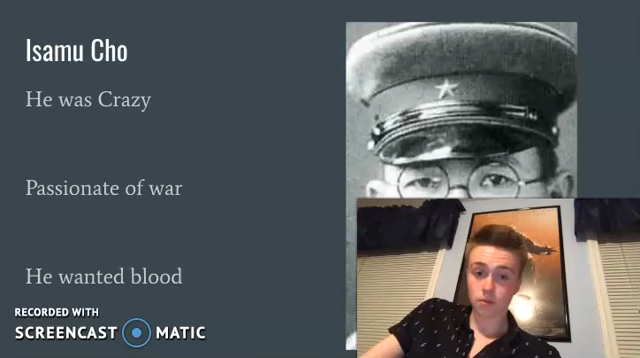 Isamu Cho
He was Crazy
Passionate of war
He wanted blood
RECORDED WITH
SCREENCAST MATIC